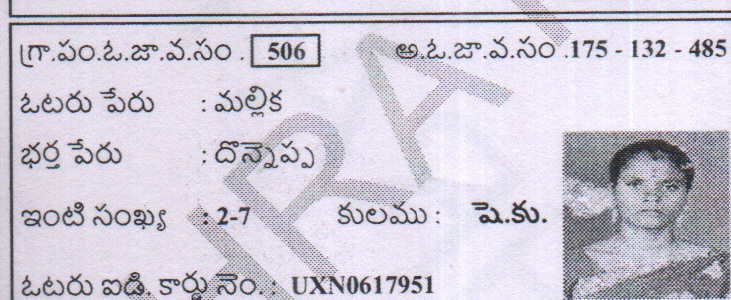 గ్రా.పం.ఓ.జా.వ.సం . 506 అ.ఓ.జా.వ.సం .175 - 132 - 485
ఓటరు పేరు : మల్లిక
భర్త పేరు : దొన్నెప్ప
ఇంటి సంఖ్య : 2-7 కులము : షె.కు.
ఓటరు ఐడి. కార్డు నెం. : UXN0617951